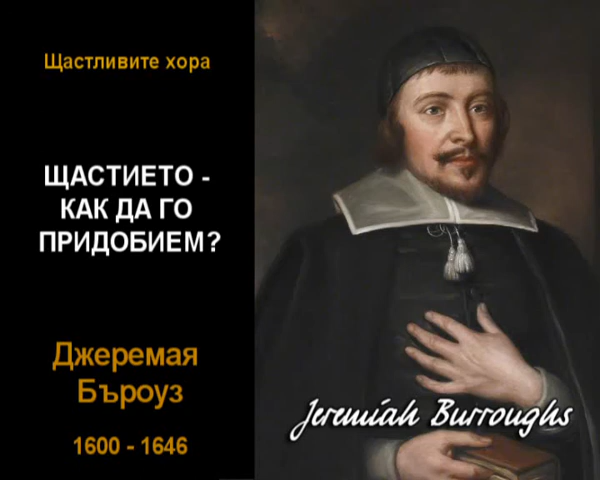 Щастливите хора
ЩАСТИЕТО -
КАК ДА ГО
ПРИДОБИЕМ?
Джеремая
Бъроуз
1600 - 1646
Jeremiah Burroughs